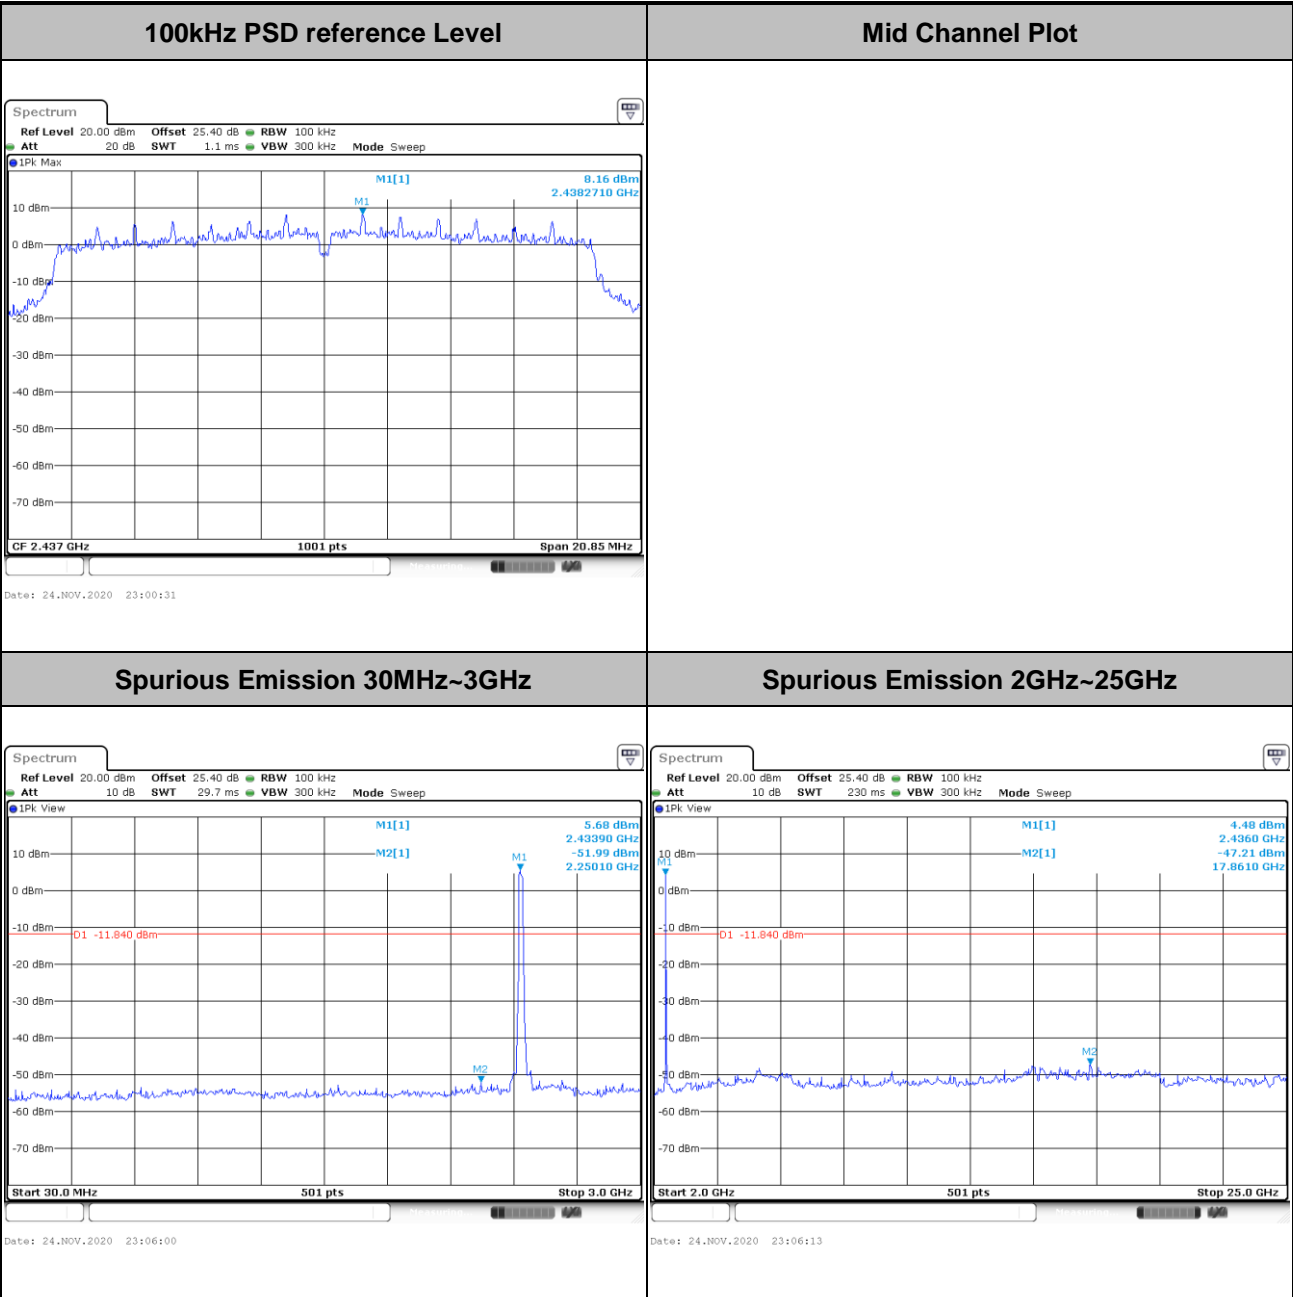 100kHz PSD reference Level
Mid Channel Plot
Spectrum
Ref Level 20.00 dBm Offset 25.40 dB RBW 100 kHz
Att 20 dB SWT 1.1 ms VBW 300 kHz Mode Sweep
1Pk Max
M1[1] 8.16 dBm
2.4382710 GHz
M1
10 dBm
0 dBm
-10 dBm
-20 dBm
-30 dBm
-40 dBm
-50 dBm
-60 dBm
-70 dBm
CF 2.437 GHz 1001 pts Span 20.85 MHz
Measuring...
Date: 24.NOV.2020 23:00:31
Spurious Emission 30MHz~3GHz
Spurious Emission 2GHz~25GHz
Spectrum
Ref Level 20.00 dBm Offset 25.40 dB RBW 100 kHz
Att 10 dB SWT 29.7 ms VBW 300 kHz Mode Sweep
1Pk View
M1[1] 5.68 dBm
2.43390 GHz
M2[1] -51.99 dBm
2.25010 GHz
M1
10 dBm
0 dBm
-10 dBm
D1 -11.840 dBm
-20 dBm
-30 dBm
-40 dBm
-50 dBm
M2
-60 dBm
-70 dBm
Start 30.0 MHz 501 pts Stop 3.0 GHz
Measuring...
Date: 24.NOV.2020 23:06:00
Spectrum
Ref Level 20.00 dBm Offset 25.40 dB RBW 100 kHz
Att 10 dB SWT 230 ms VBW 300 kHz Mode Sweep
1Pk View
M1[1] 4.48 dBm
2.4360 GHz
M2[1] -47.21 dBm
17.8610 GHz
10 dBm
M1
0 dBm
-10 dBm
D1 -11.840 dBm
-20 dBm
-30 dBm
-40 dBm
M2
-50 dBm
-60 dBm
-70 dBm
Start 2.0 GHz 501 pts Stop 25.0 GHz
Measuring...
Date: 24.NOV.2020 23:06:13